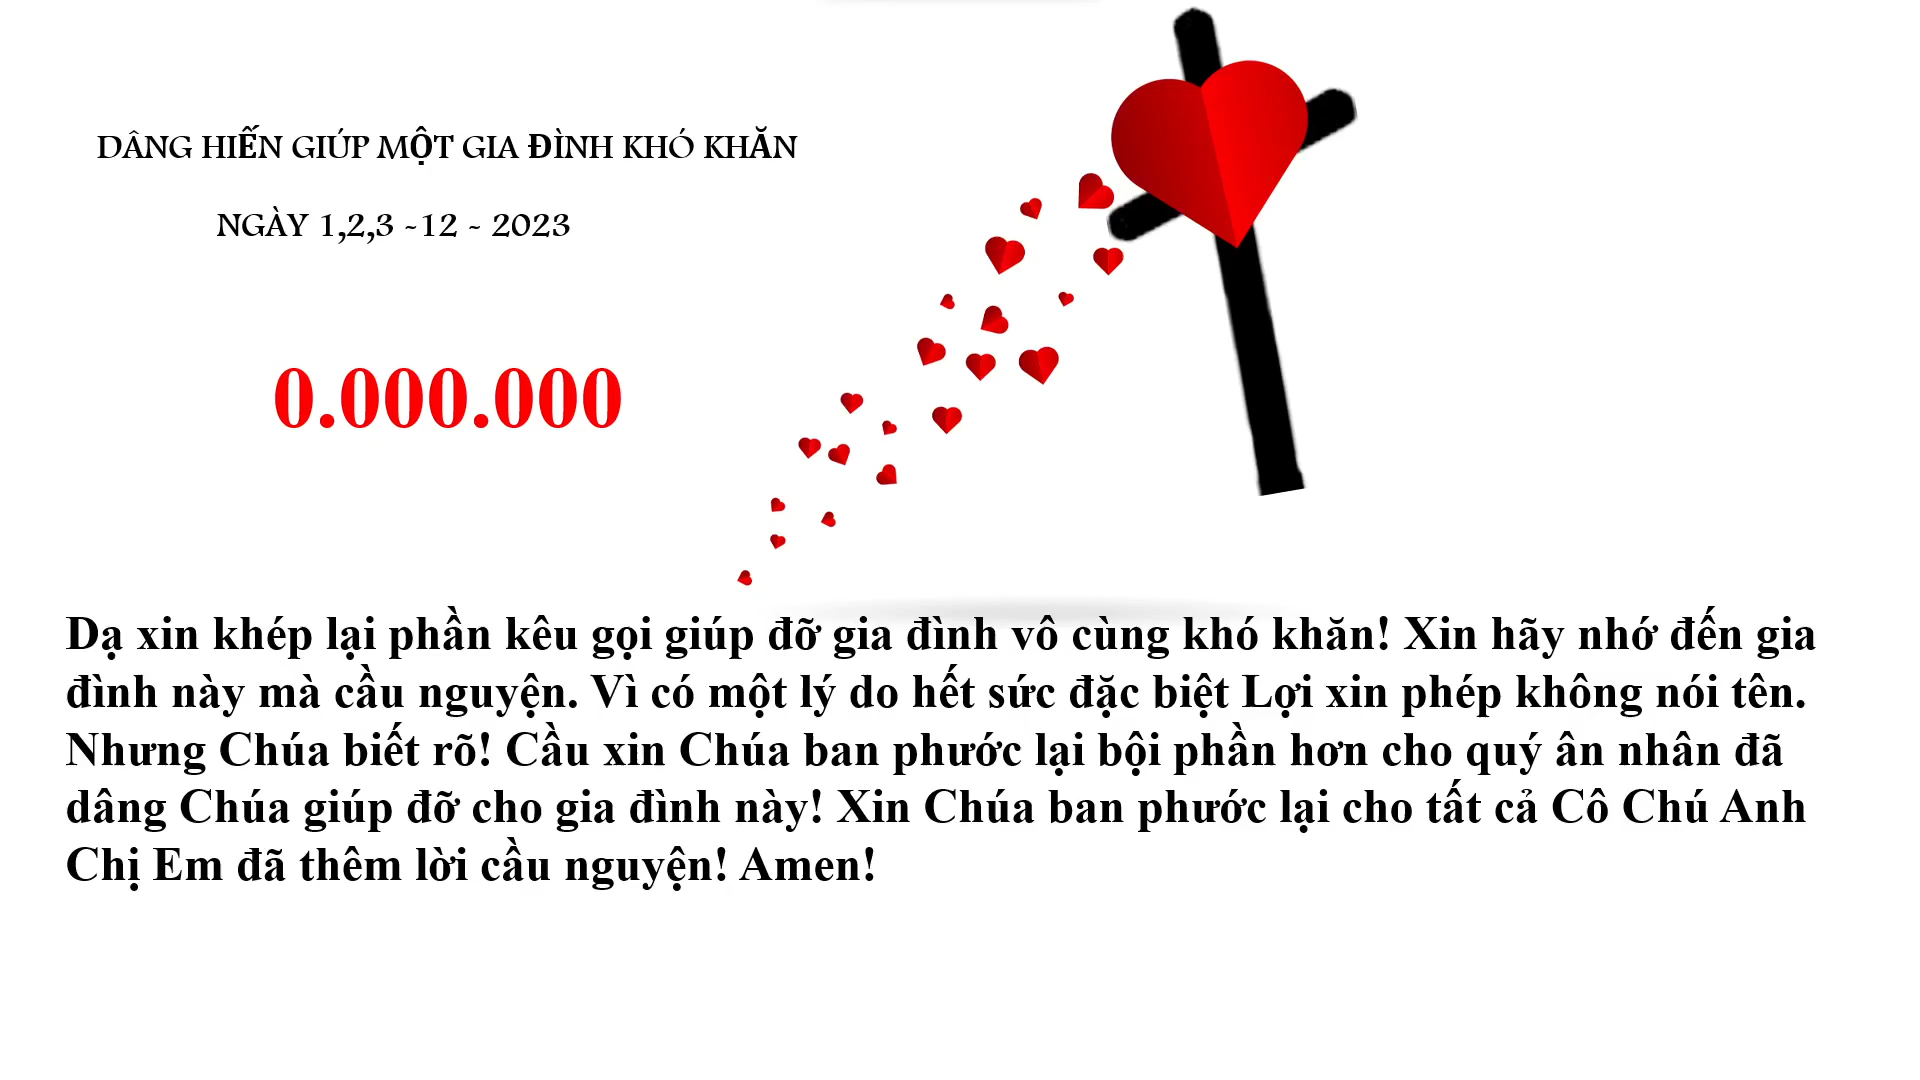 DÂNG HIẾN GIÚP MỘT GIA ĐÌNH KHÓ KHĂN
NGÀY 1,2,3 -12 - 2023
0.000.000
Dạ xin khép lại phần kêu gọi giúp đỡ gia đình vô cùng khó khăn! Xin hãy nhớ đến gia
đình này mà cầu nguyện. Vì có một lý do hết sức đặc biệt Lợi xin phép không nói tên.
Nhưng Chúa biết rõ! Cầu xin Chúa ban phước lại bội phần hơn cho quý ân nhân đã
dâng Chúa giúp đỡ cho gia đình này! Xin Chúa ban phước lại cho tất cả Cô Chú Anh
Chị Em đã thêm lời cầu nguyện! Amen!